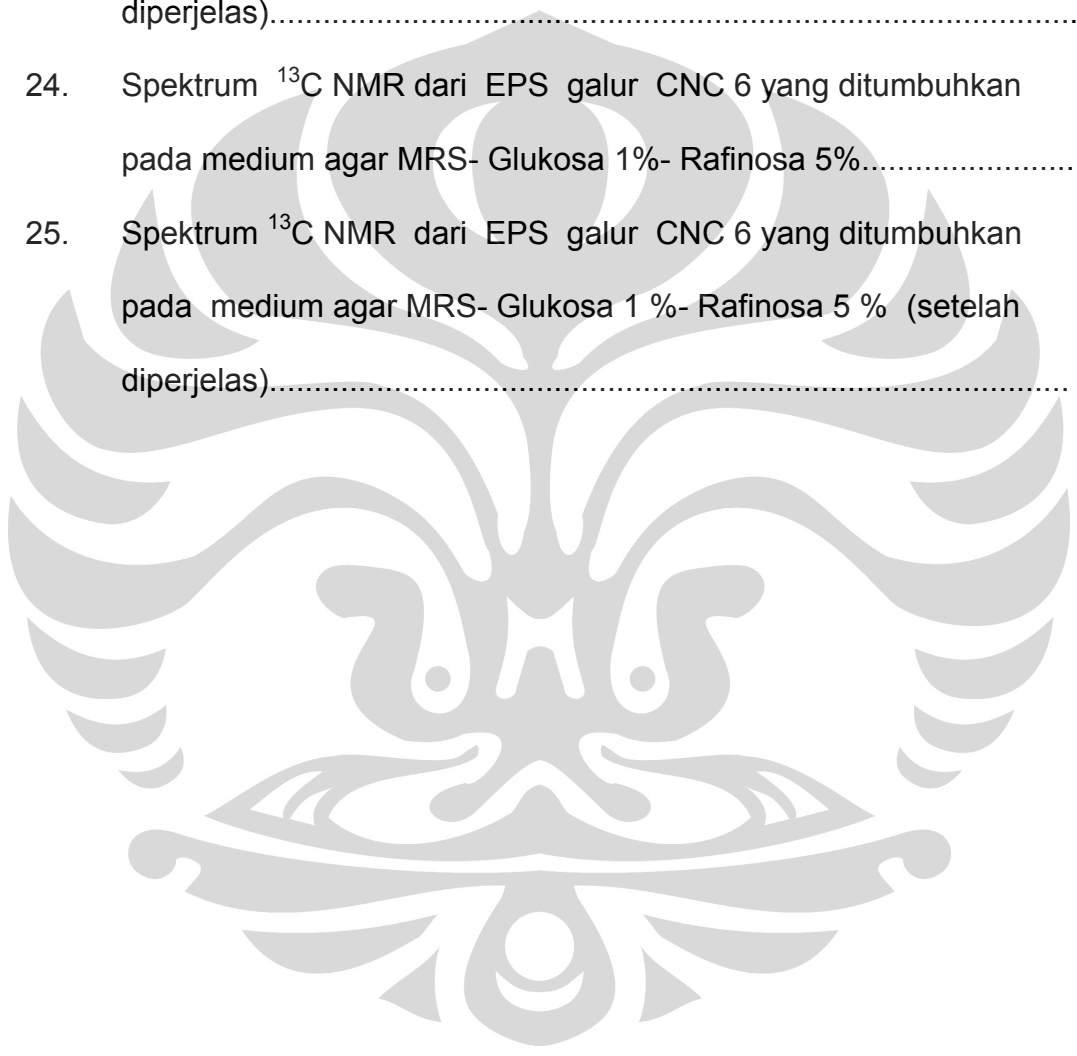 diperjelas)...........................................................................................
24. Spektrum ¹³C NMR dari EPS galur CNC 6 yang ditumbuhkan
pada medium agar MRS- Glukosa 1%- Rafinosa 5%........................
25. Spektrum ¹³C NMR dari EPS galur CNC 6 yang ditumbuhkan
pada medium agar MRS- Glukosa 1 %- Rafinosa 5 % (setelah
diperjelas)..........................................................................................